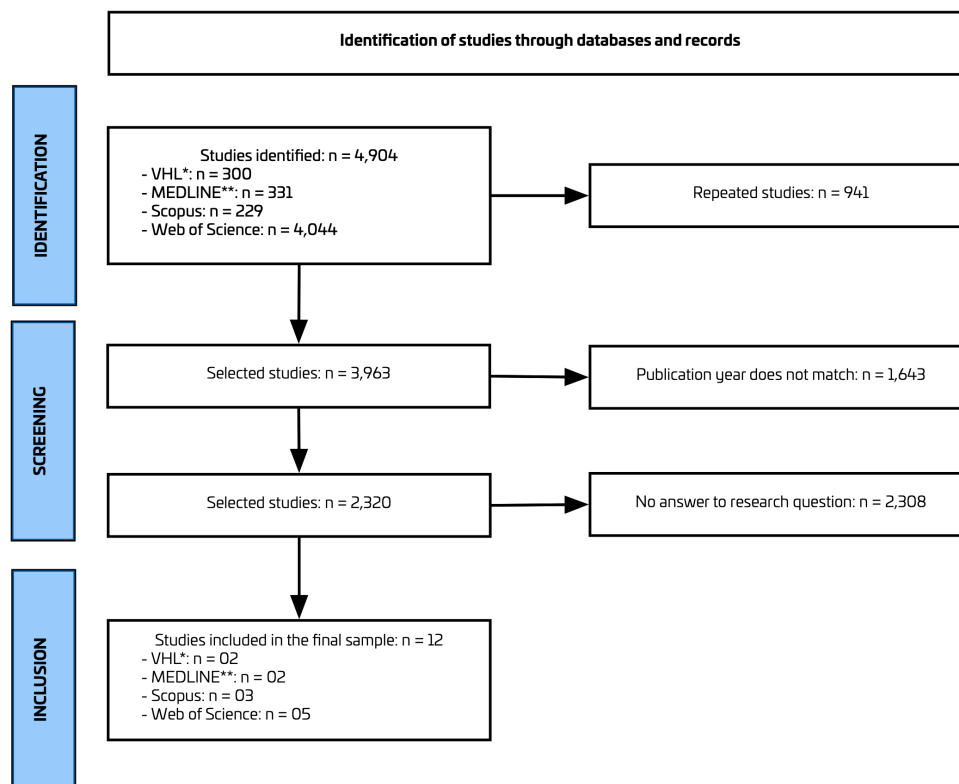 Identification of studies through databases and records
IDENTIFICATION
Studies identified: n = 4,904
- VHL*: n = 300
- MEDLINE**: n = 331
- Scopus: n = 229
- Web of Science: n = 4,044
Repeated studies: n = 941
SCREENING
Selected studies: n = 3,963
Publication year does not match: n = 1,643
Selected studies: n = 2,320
No answer to research question: n = 2,308
INCLUSION
Studies included in the final sample: n = 12
- VHL*: n = 02
- MEDLINE**: n = 02
- Scopus: n = 03
- Web of Science: n = 05